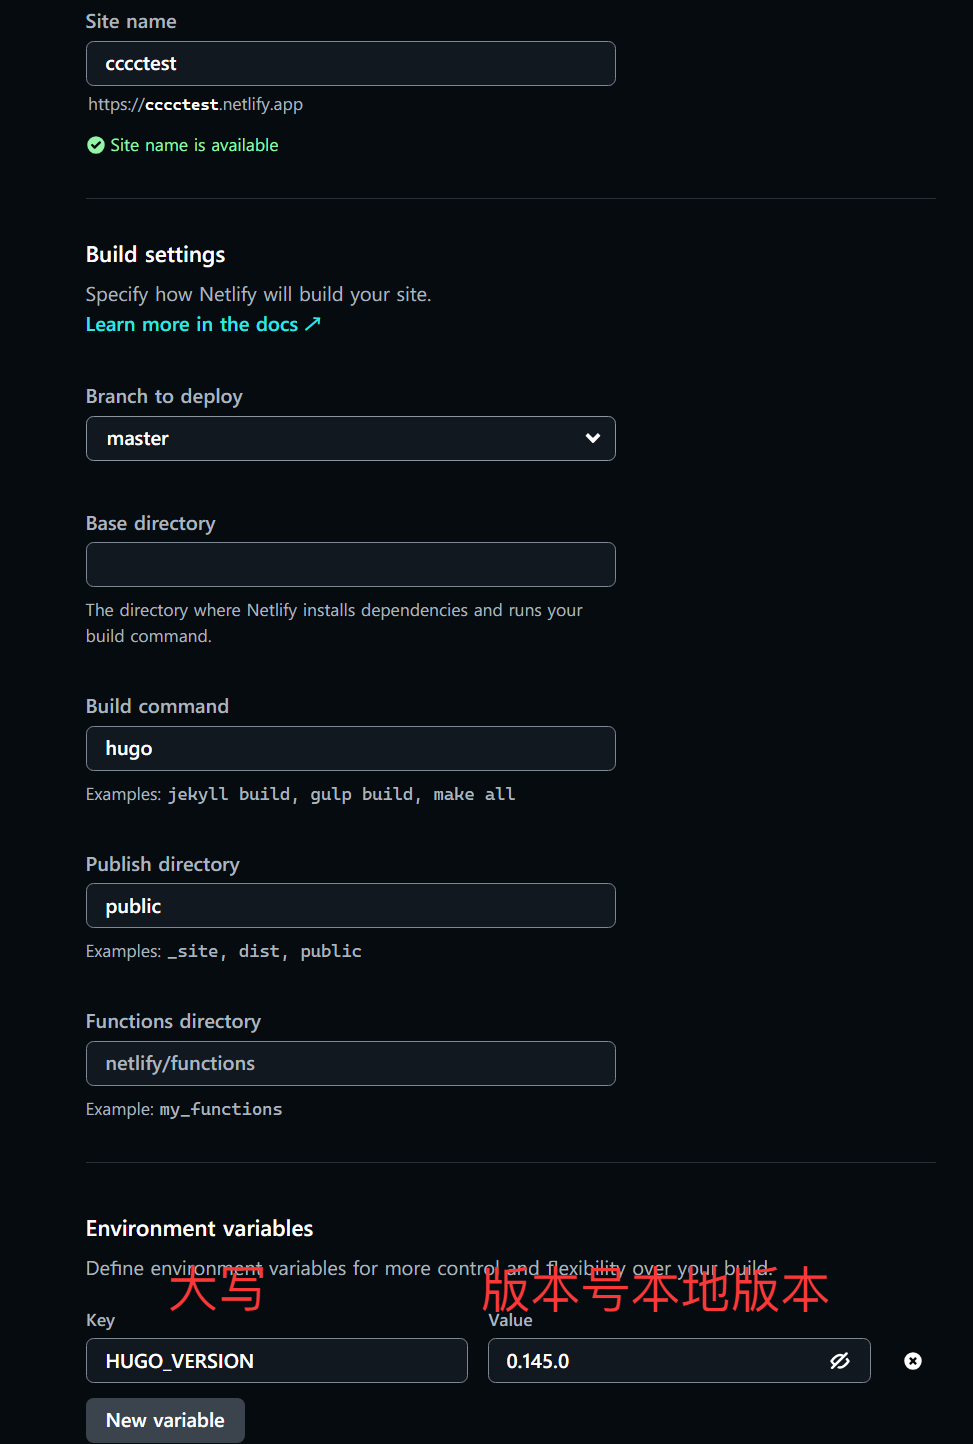 Site name
cccctest
https://cccctest.netlify.app
Site name is available
Build settings
Specify how Netlify will build your site.
Learn more in the docs ↗
Branch to deploy
master
Base directory
The directory where Netlify installs dependencies and runs your
build command.
Build command
hugo
Examples: jekyll build, gulp build, make all
Publish directory
public
Examples: _site, dist, public
Functions directory
netlify/functions
Example: my_functions
Environment variables
Define environment variables for more control and flexibility over your build.
大写 版本号本地版本
Key Value
HUGO_VERSION 0.145.0
New variable